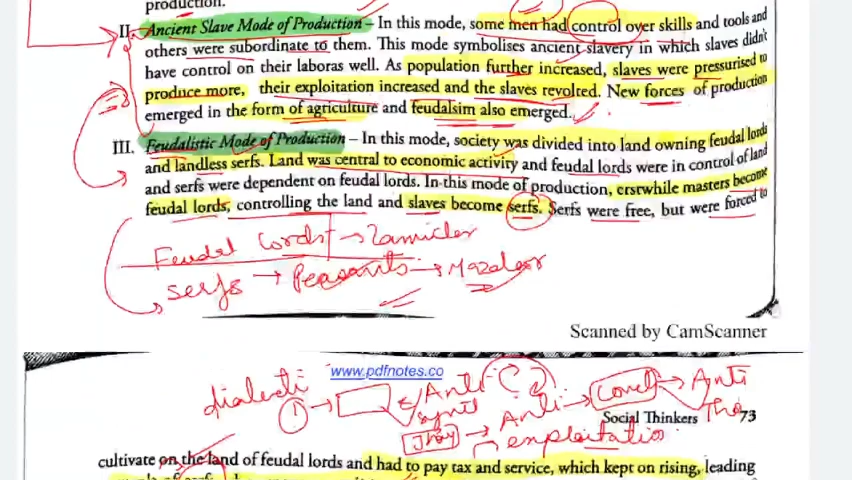 production.
II. Ancient Slave Mode of Production – In this mode, some men had control over skills and tools and
others were subordinate to them. This mode symbolises ancient slavery in which slaves didn't
have control on their laboras well. As population further increased, slaves were pressurised to
produce more, their exploitation increased and the slaves revolred. New forces of production
emerged in the form of agriculture and feudalsim also emerged.
III. Feudalistic Mode of Production – In this mode, society was divided into land owning feudal lords
and landless serfs. Land was central to economic activity and feudal lords were in control of land
and serfs were dependent on feudal lords. In this mode of production, erstwhile masters become
feudal lords, controlling the land and slaves become serfs. Serfs were free, but were forced to
Feudal Lords →
serfs → Peasants →
Scanned by CamScanner
www.pdfnotes.co
dialecti
① → Anti → Anti
Anti
Social Thinkers 73
exploitation
cultivate on the land of feudal lords and had to pay tax and service, which kept on rising, leading